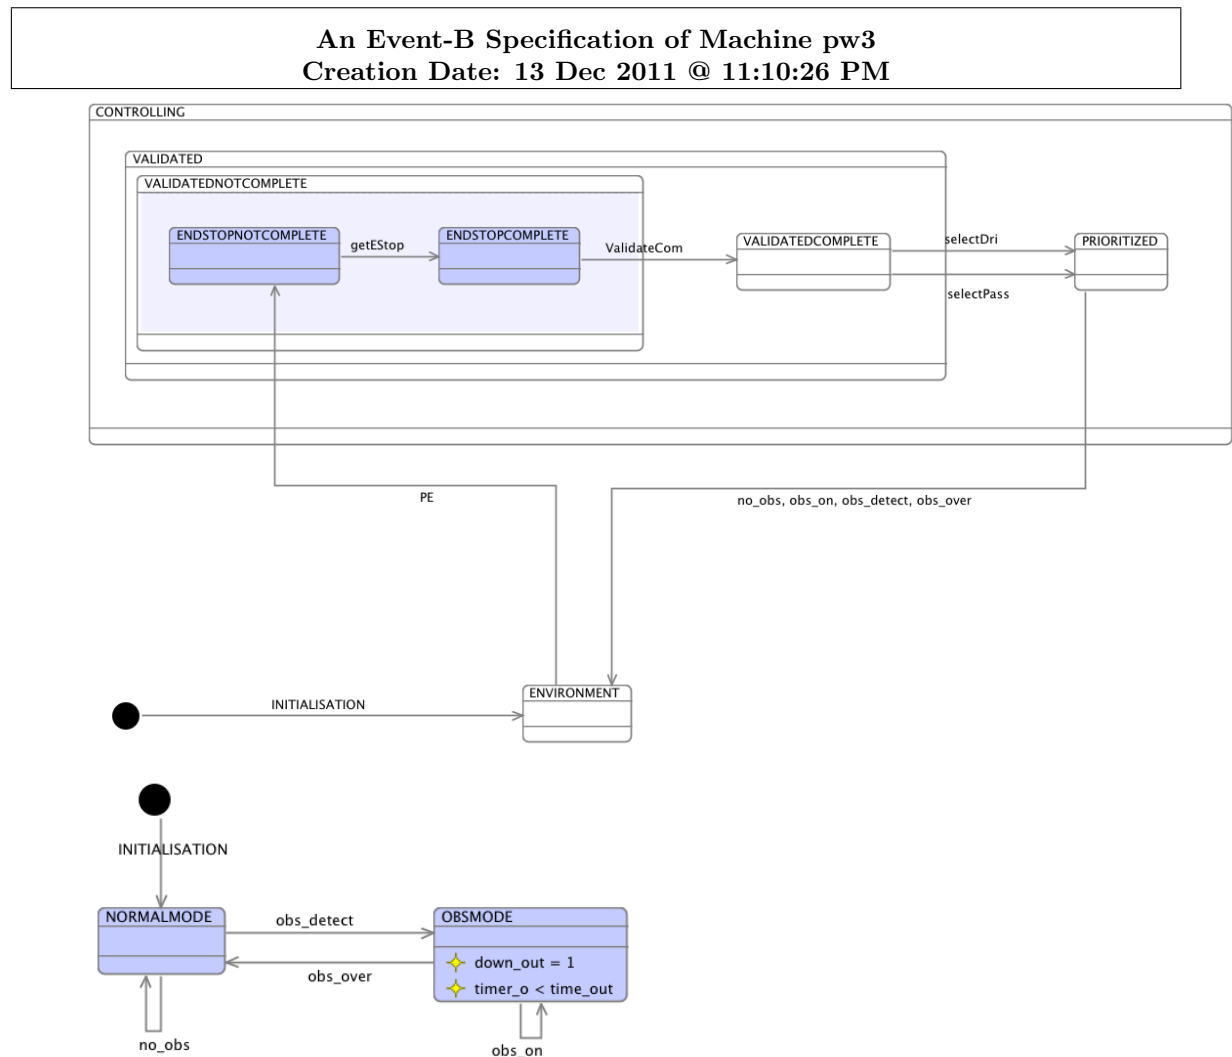 An Event-B Specification of Machine pw3
Creation Date: 13 Dec 2011 @ 11:10:26 PM
CONTROLLING
VALIDATED
VALIDATEDNOTCOMPLETE
ENDSTOPNOTCOMPLETE
getEStop
ENDSTOPCOMPLETE
ValidateCom
VALIDATEDCOMPLETE
selectDri
selectPass
PRIORITIZED
PE
no_obs, obs_on, obs_detect, obs_over
INITIALISATION
ENVIRONMENT
INITIALISATION
NORMALMODE
obs_detect
OBSMODE
obs_over
down_out = 1
timer_o < time_out
no_obs
obs_on